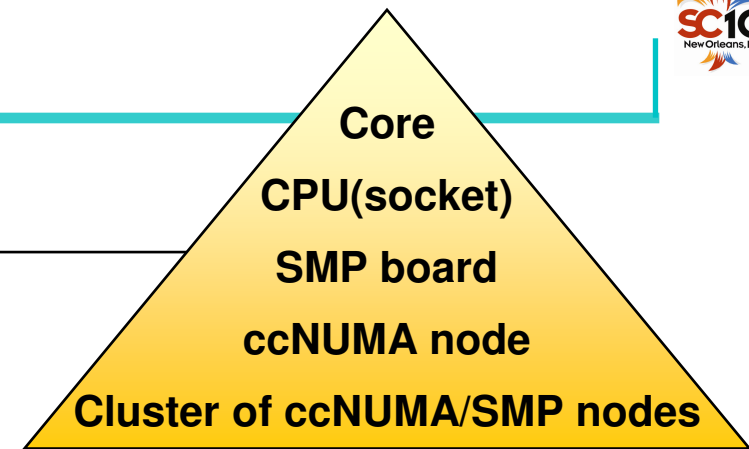 SC10
New Orleans,
Core
CPU(socket)
SMP board
ccNUMA node
Cluster of ccNUMA/SMP nodes